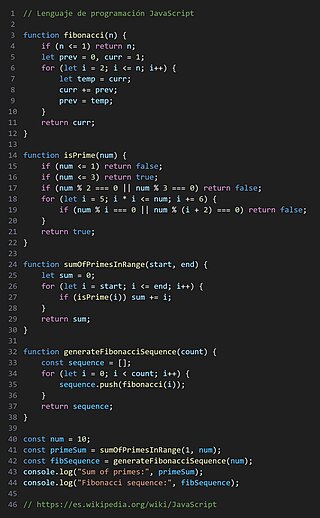 1 // Lenguaje de programación JavaScript
2
3 function fibonacci(n) {
4     if (n <= 1) return n;
5     let prev = 0, curr = 1;
6     for (let i = 2; i <= n; i++) {
7         let temp = curr;
8         curr += prev;
9         prev = temp;
10     }
11     return curr;
12 }
13
14 function isPrime(num) {
15     if (num <= 1) return false;
16     if (num <= 3) return true;
17     if (num % 2 === 0 || num % 3 === 0) return false;
18     for (let i = 5; i * i <= num; i += 6) {
19         if (num % i === 0 || num % (i + 2) === 0) return false;
20     }
21     return true;
22 }
23
24 function sumOfPrimesInRange(start, end) {
25     let sum = 0;
26     for (let i = start; i <= end; i++) {
27         if (isPrime(i)) sum += i;
28     }
29     return sum;
30 }
31
32 function generateFibonacciSequence(count) {
33     const sequence = [];
34     for (let i = 0; i < count; i++) {
35         sequence.push(fibonacci(i));
36     }
37     return sequence;
38 }
39
40 const num = 10;
41 const primeSum = sumOfPrimesInRange(1, num);
42 const fibSequence = generateFibonacciSequence(num);
43 console.log("Sum of primes:", primeSum);
44 console.log("Fibonacci sequence:", fibSequence);
45
46 // https://es.wikipedia.org/wiki/JavaScript